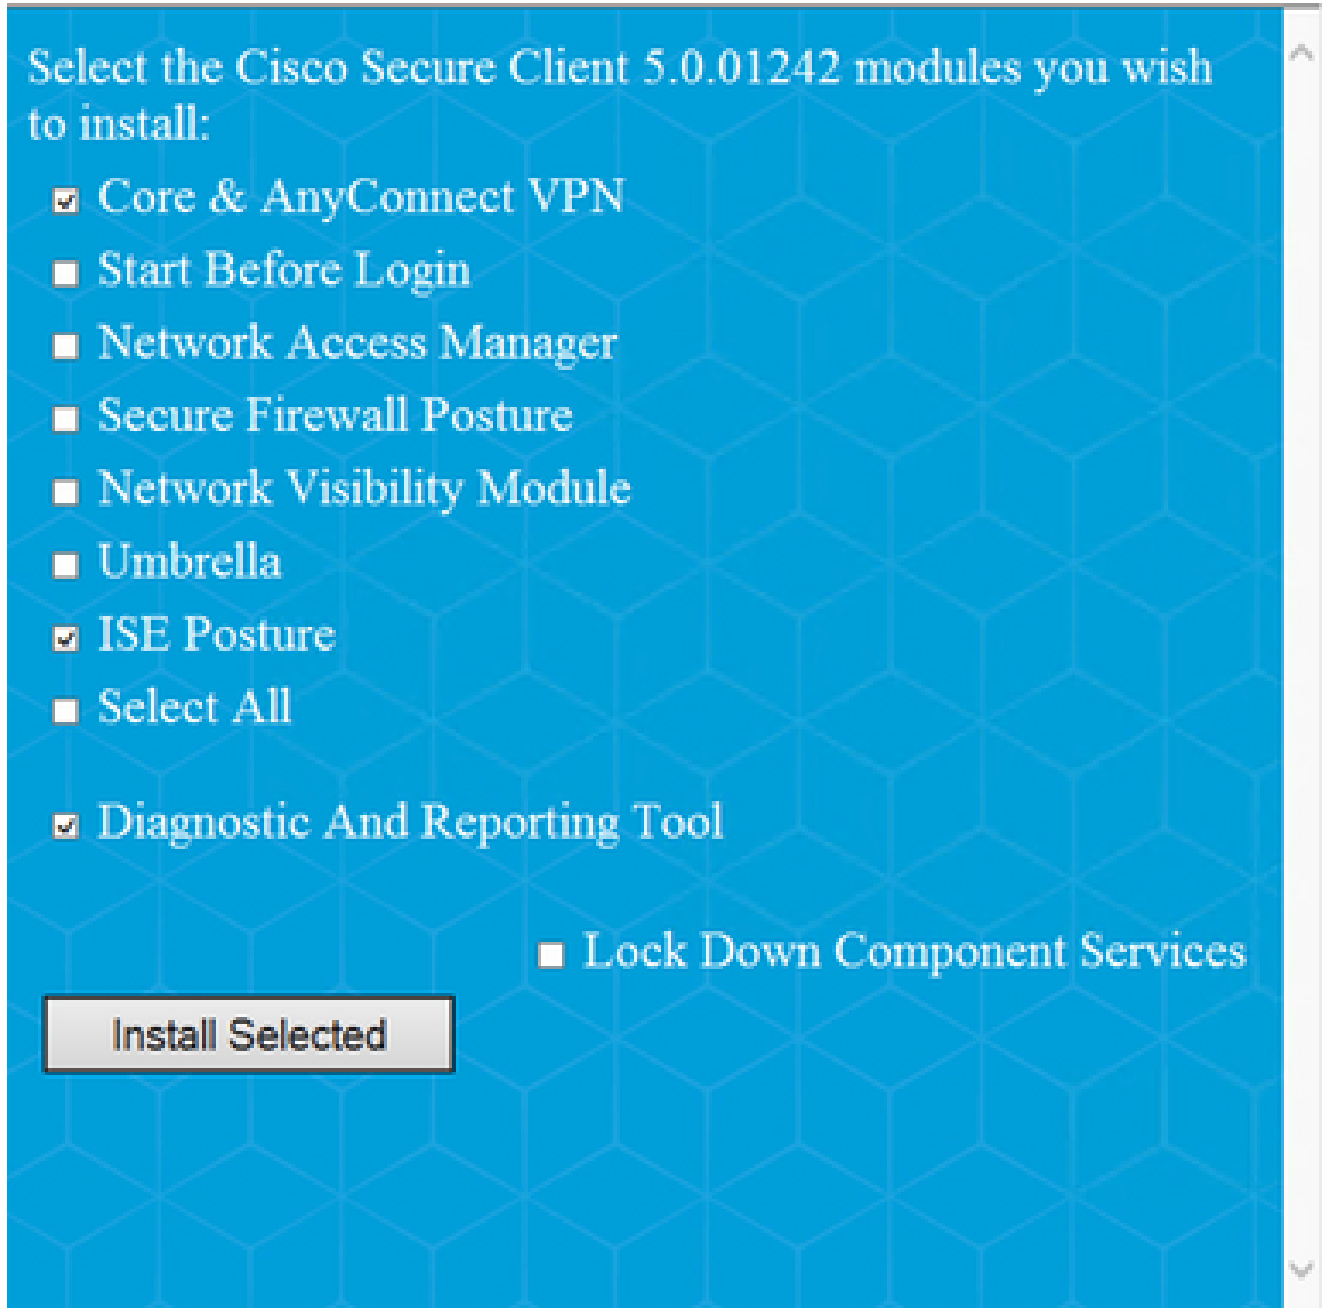 Select the Cisco Secure Client 5.0.01242 modules you wish
to install:
Core & AnyConnect VPN
Start Before Login
Network Access Manager
Secure Firewall Posture
Network Visibility Module
Umbrella
ISE Posture
Select All
Diagnostic And Reporting Tool
Lock Down Component Services
Install Selected